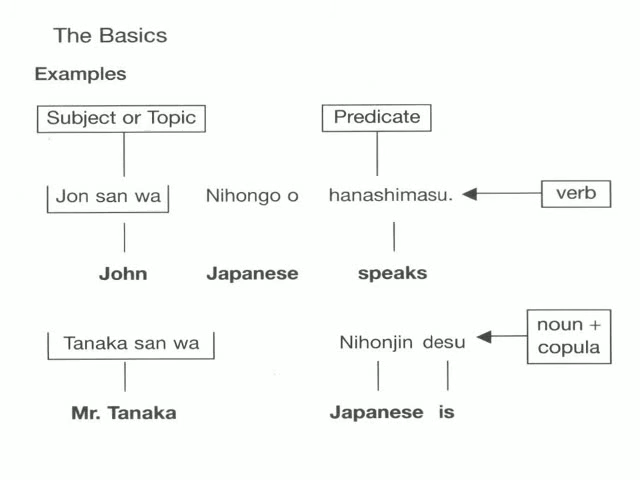 The Basics
Examples
Subject or Topic
Predicate
Jon san wa Nihongo o hanashimasu.
verb
John Japanese speaks
Tanaka san wa Nihonjin desu
noun +
copula
Mr. Tanaka Japanese is